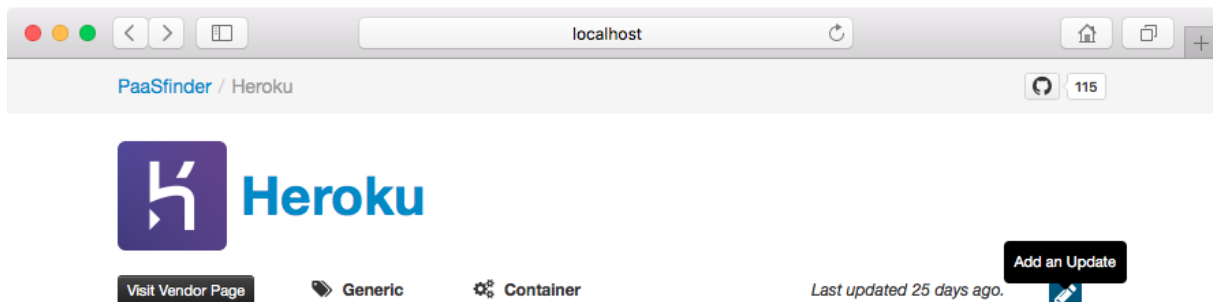 localhost
PaaSfinder / Heroku 115
Heroku
Add an Update
Visit Vendor Page Generic Container Last updated 25 days ago.